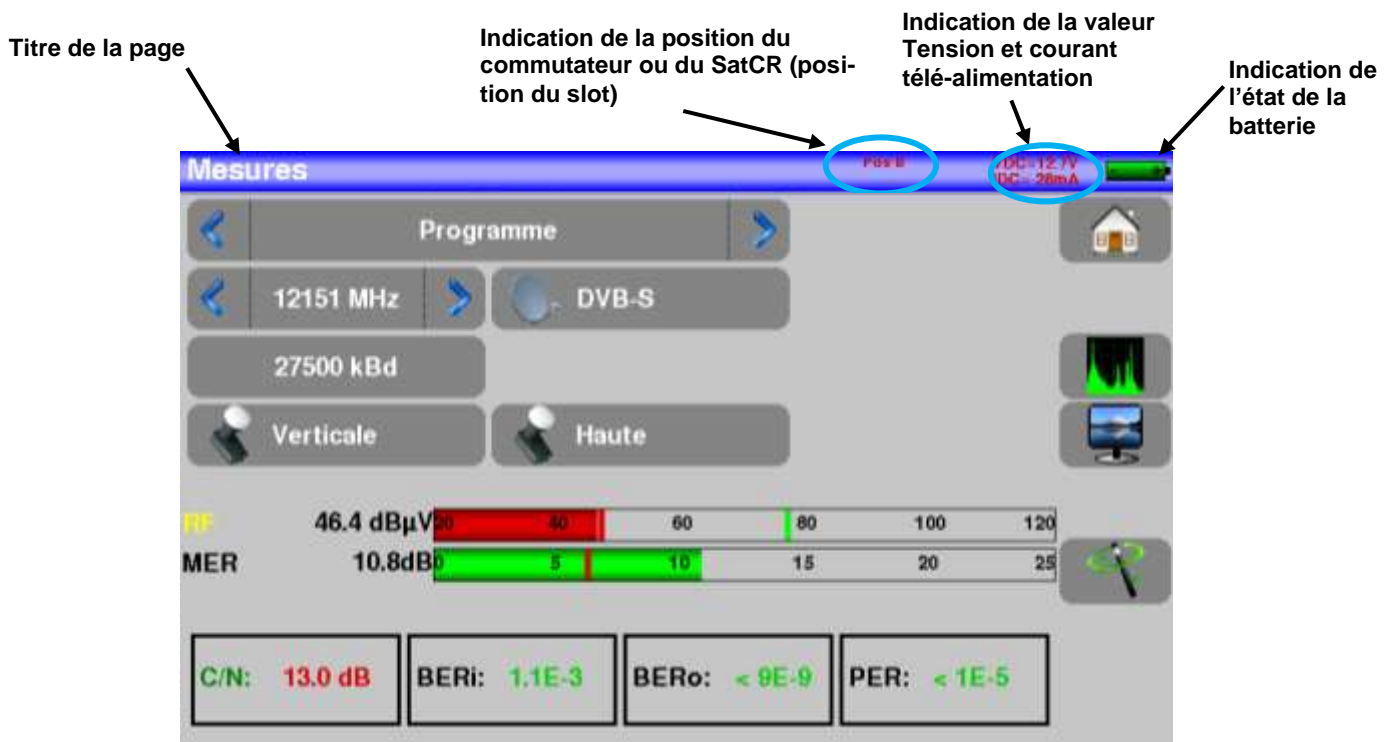 Titre de la page
Indication de la position du
commutateur ou du SatCR (posi-
tion du slot)
Indication de la valeur
Tension et courant
télé-alimentation
Indication de
l'état de la
batterie
Mesures
Pos B
VDC=12.7V
IDC= 28mA
Programme
12151 MHz
DVB-S
27500 kBd
Verticale
Haute
RF 46.4 dBµV 20 40 60 80 100 120
MER 10.8dB 0 5 10 15 20 25
C/N: 13.0 dB
BERi: 1.1E-3
BERo: < 9E-9
PER: < 1E-5